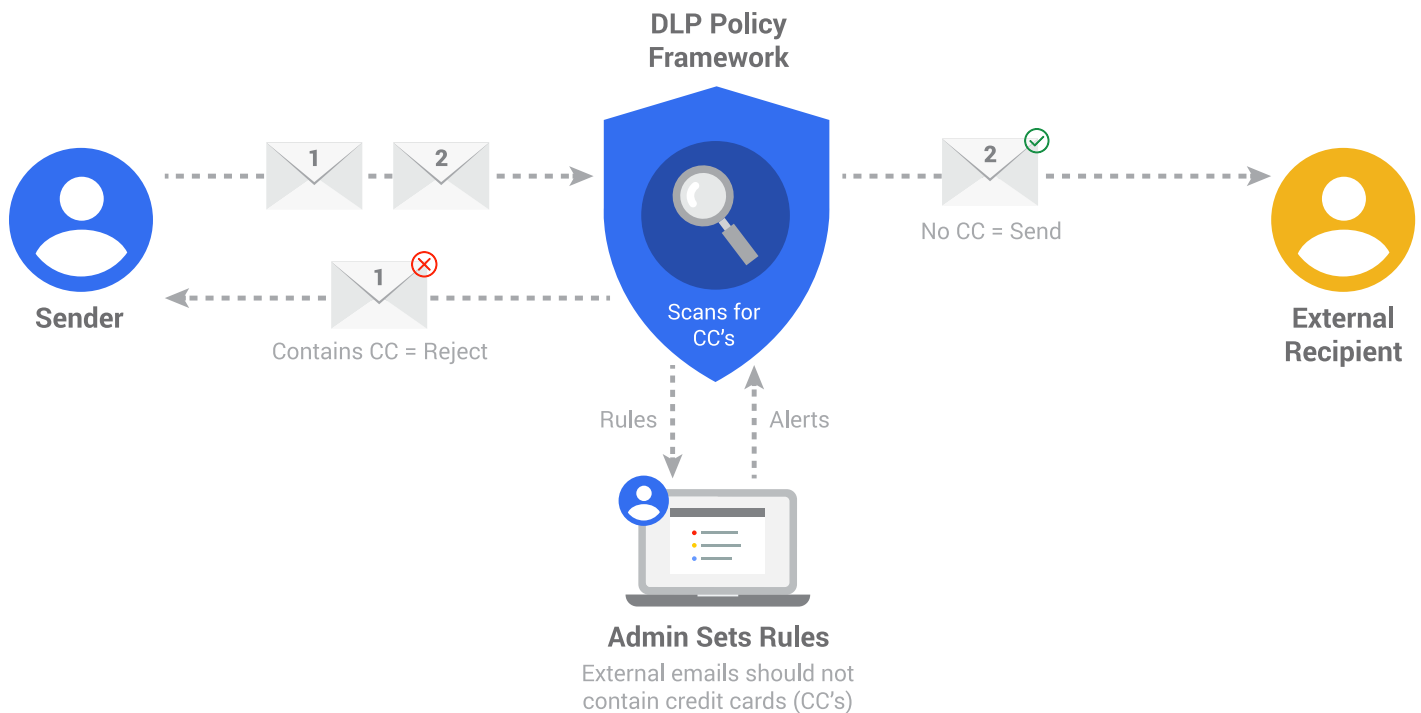 DLP Policy
Framework
1
2
2
No CC = Send
Sender
1
Contains CC = Reject
Scans for
CC’s
External
Recipient
Rules
Alerts
Admin Sets Rules
External emails should not
contain credit cards (CC’s)